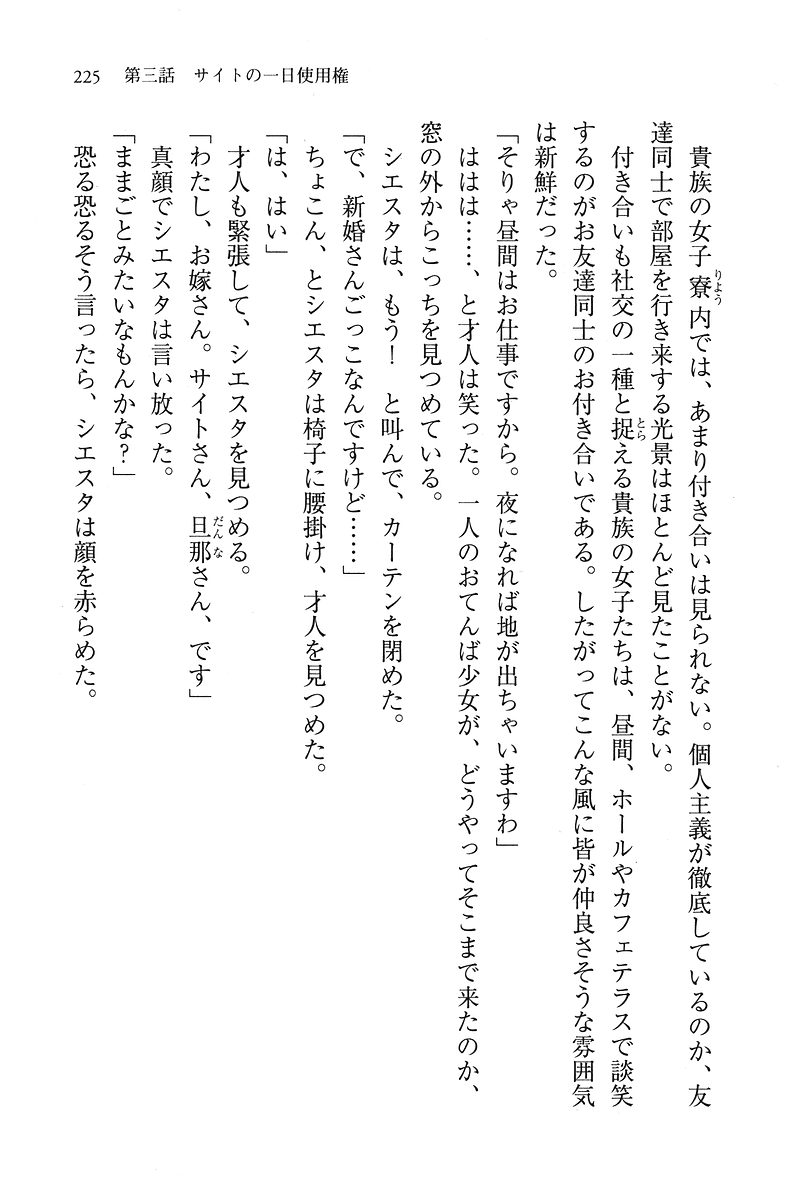 225　第三話　サイトの一日使用権
　貴族の女子寮内では、あまり付き合いは見られない。個人主義が徹底しているのか、友
達同士で部屋を行き来する光景はほとんど見たことがない。
　付き合いも社交の一種と捉える貴族の女子たちは、昼間、ホールやカフェテラスで談笑
するのがお友達同士のお付き合いである。したがってこんな風に皆が仲良さそうな雰囲気
は新鮮だった。
「そりゃ昼間はお仕事ですから。夜になれば地が出ちゃいますわ」
　ははは……、と才人は笑った。一人のおてんば少女が、どうやってそこまで来たのか、
窓の外からこっちを見つめている。
　シエスタは、もう！　と叫んで、カーテンを閉めた。
「で、新婚さんごっこなんですけど……」
　ちょこん、とシエスタは椅子に腰掛け、才人を見つめた。
「は、はい」
　才人も緊張して、シエスタを見つめる。
「わたし、お嫁さん。サイトさん、旦那さん、です」
　真顔でシエスタは言い放った。
「ままごとみたいなもんかな？」
　恐る恐るそう言ったら、シエスタは顔を赤らめた。